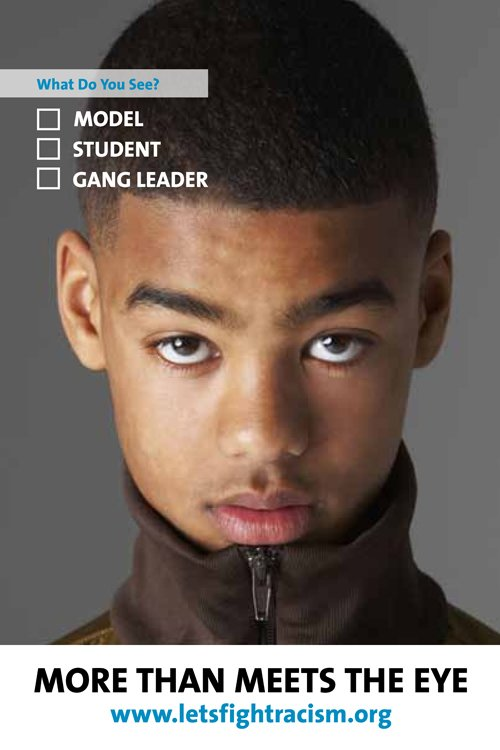 What Do You See?
MODEL
STUDENT
GANG LEADER
MORE THAN MEETS THE EYE
www.letsfightracism.org